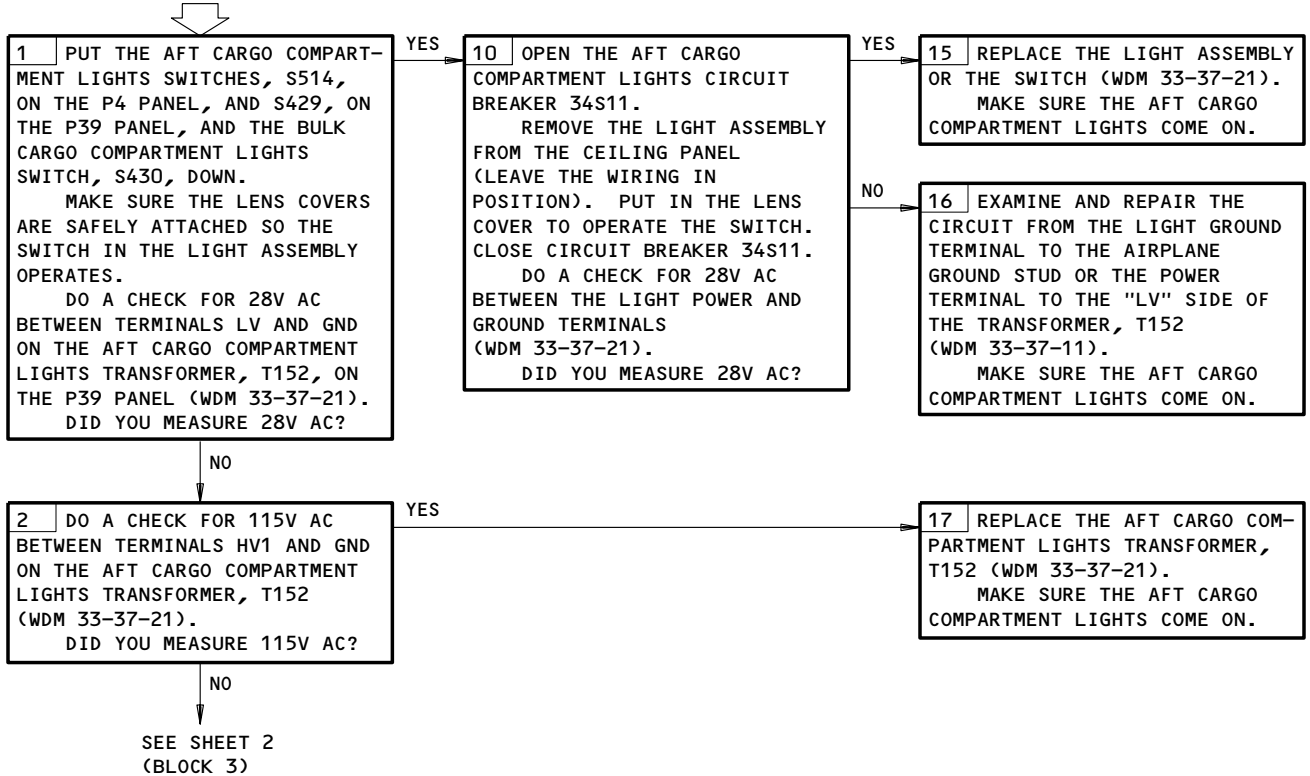 1 PUT THE AFT CARGO COMPART-
MENT LIGHTS SWITCHES, S514,
ON THE P4 PANEL, AND S429, ON
THE P39 PANEL, AND THE BULK
CARGO COMPARTMENT LIGHTS
SWITCH, S430, DOWN.
MAKE SURE THE LENS COVERS
ARE SAFELY ATTACHED SO THE
SWITCH IN THE LIGHT ASSEMBLY
OPERATES.
DO A CHECK FOR 28V AC
BETWEEN TERMINALS LV AND GND
ON THE AFT CARGO COMPARTMENT
LIGHTS TRANSFORMER, T152, ON
THE P39 PANEL (WDM 33-37-21).
DID YOU MEASURE 28V AC?
YES
10 OPEN THE AFT CARGO
COMPARTMENT LIGHTS CIRCUIT
BREAKER 34S11.
REMOVE THE LIGHT ASSEMBLY
FROM THE CEILING PANEL
(LEAVE THE WIRING IN
POSITION). PUT IN THE LENS
COVER TO OPERATE THE SWITCH.
CLOSE CIRCUIT BREAKER 34S11.
DO A CHECK FOR 28V AC
BETWEEN THE LIGHT POWER AND
GROUND TERMINALS
(WDM 33-37-21).
DID YOU MEASURE 28V AC?
YES
15 REPLACE THE LIGHT ASSEMBLY
OR THE SWITCH (WDM 33-37-21).
MAKE SURE THE AFT CARGO
COMPARTMENT LIGHTS COME ON.
NO
16 EXAMINE AND REPAIR THE
CIRCUIT FROM THE LIGHT GROUND
TERMINAL TO THE AIRPLANE
GROUND STUD OR THE POWER
TERMINAL TO THE "LV" SIDE OF
THE TRANSFORMER, T152
(WDM 33-37-11).
MAKE SURE THE AFT CARGO
COMPARTMENT LIGHTS COME ON.
NO
2 DO A CHECK FOR 115V AC
BETWEEN TERMINALS HV1 AND GND
ON THE AFT CARGO COMPARTMENT
LIGHTS TRANSFORMER, T152
(WDM 33-37-21).
DID YOU MEASURE 115V AC?
YES
17 REPLACE THE AFT CARGO COM-
PARTMENT LIGHTS TRANSFORMER,
T152 (WDM 33-37-21).
MAKE SURE THE AFT CARGO
COMPARTMENT LIGHTS COME ON.
NO
SEE SHEET 2
(BLOCK 3)